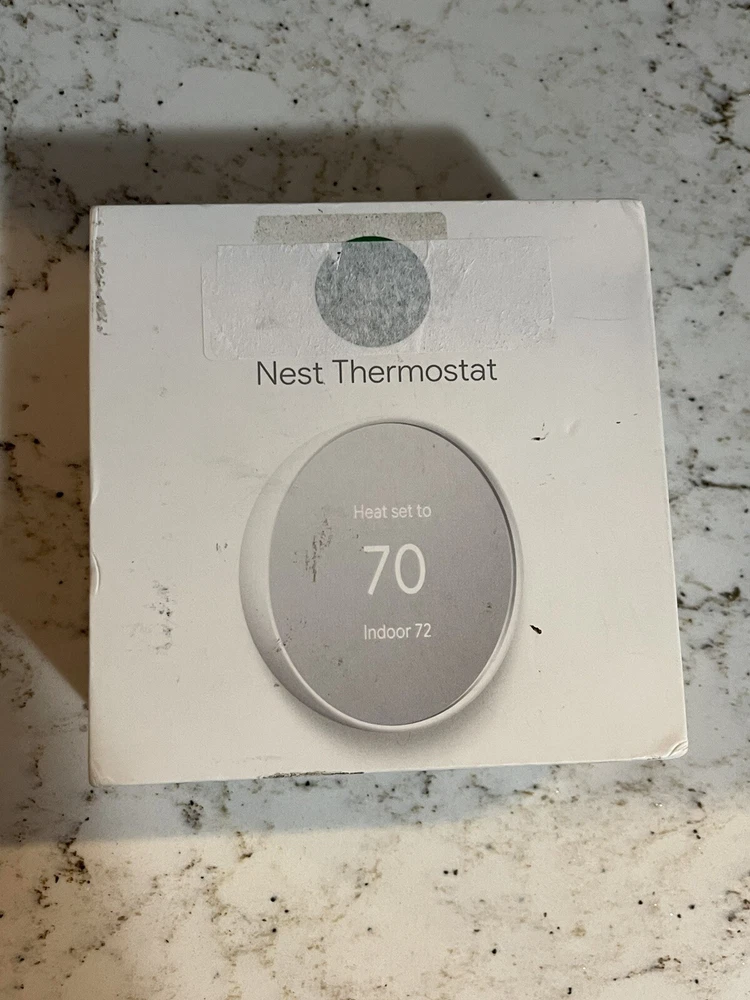 Nest Thermostat
Heat set to
70
Indoor 72